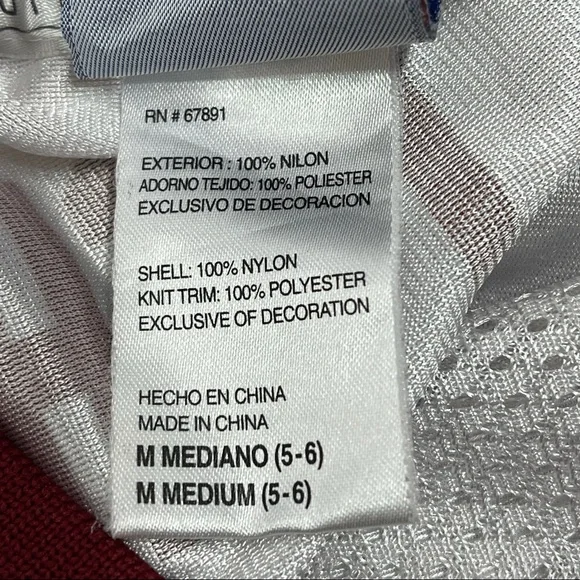 RN # 67891
EXTERIOR : 100% NILON
ADORNO TEJIDO: 100% POLIESTER
EXCLUSIVO DE DECORACION
SHELL: 100% NYLON
KNIT TRIM: 100% POLYESTER
EXCLUSIVE OF DECORATION
HECHO EN CHINA
MADE IN CHINA
M MEDIANO (5-6)
M MEDIUM (5-6)